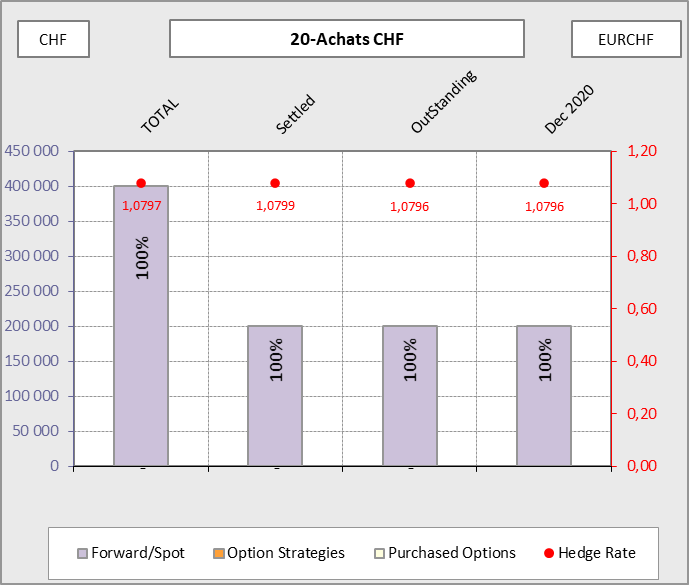 CHF
20-Achats CHF
EURCHF
TOTAL
Settled
OutStanding
Dec 2020
450 000
400 000
350 000
300 000
250 000
200 000
150 000
100 000
50 000
0
1,20
1,00
0,80
0,60
0,40
0,20
0,00
1,0797
1,0799
1,0796
1,0796
100%
100%
100%
100%
-
-
-
Forward/Spot
Option Strategies
Purchased Options
Hedge Rate